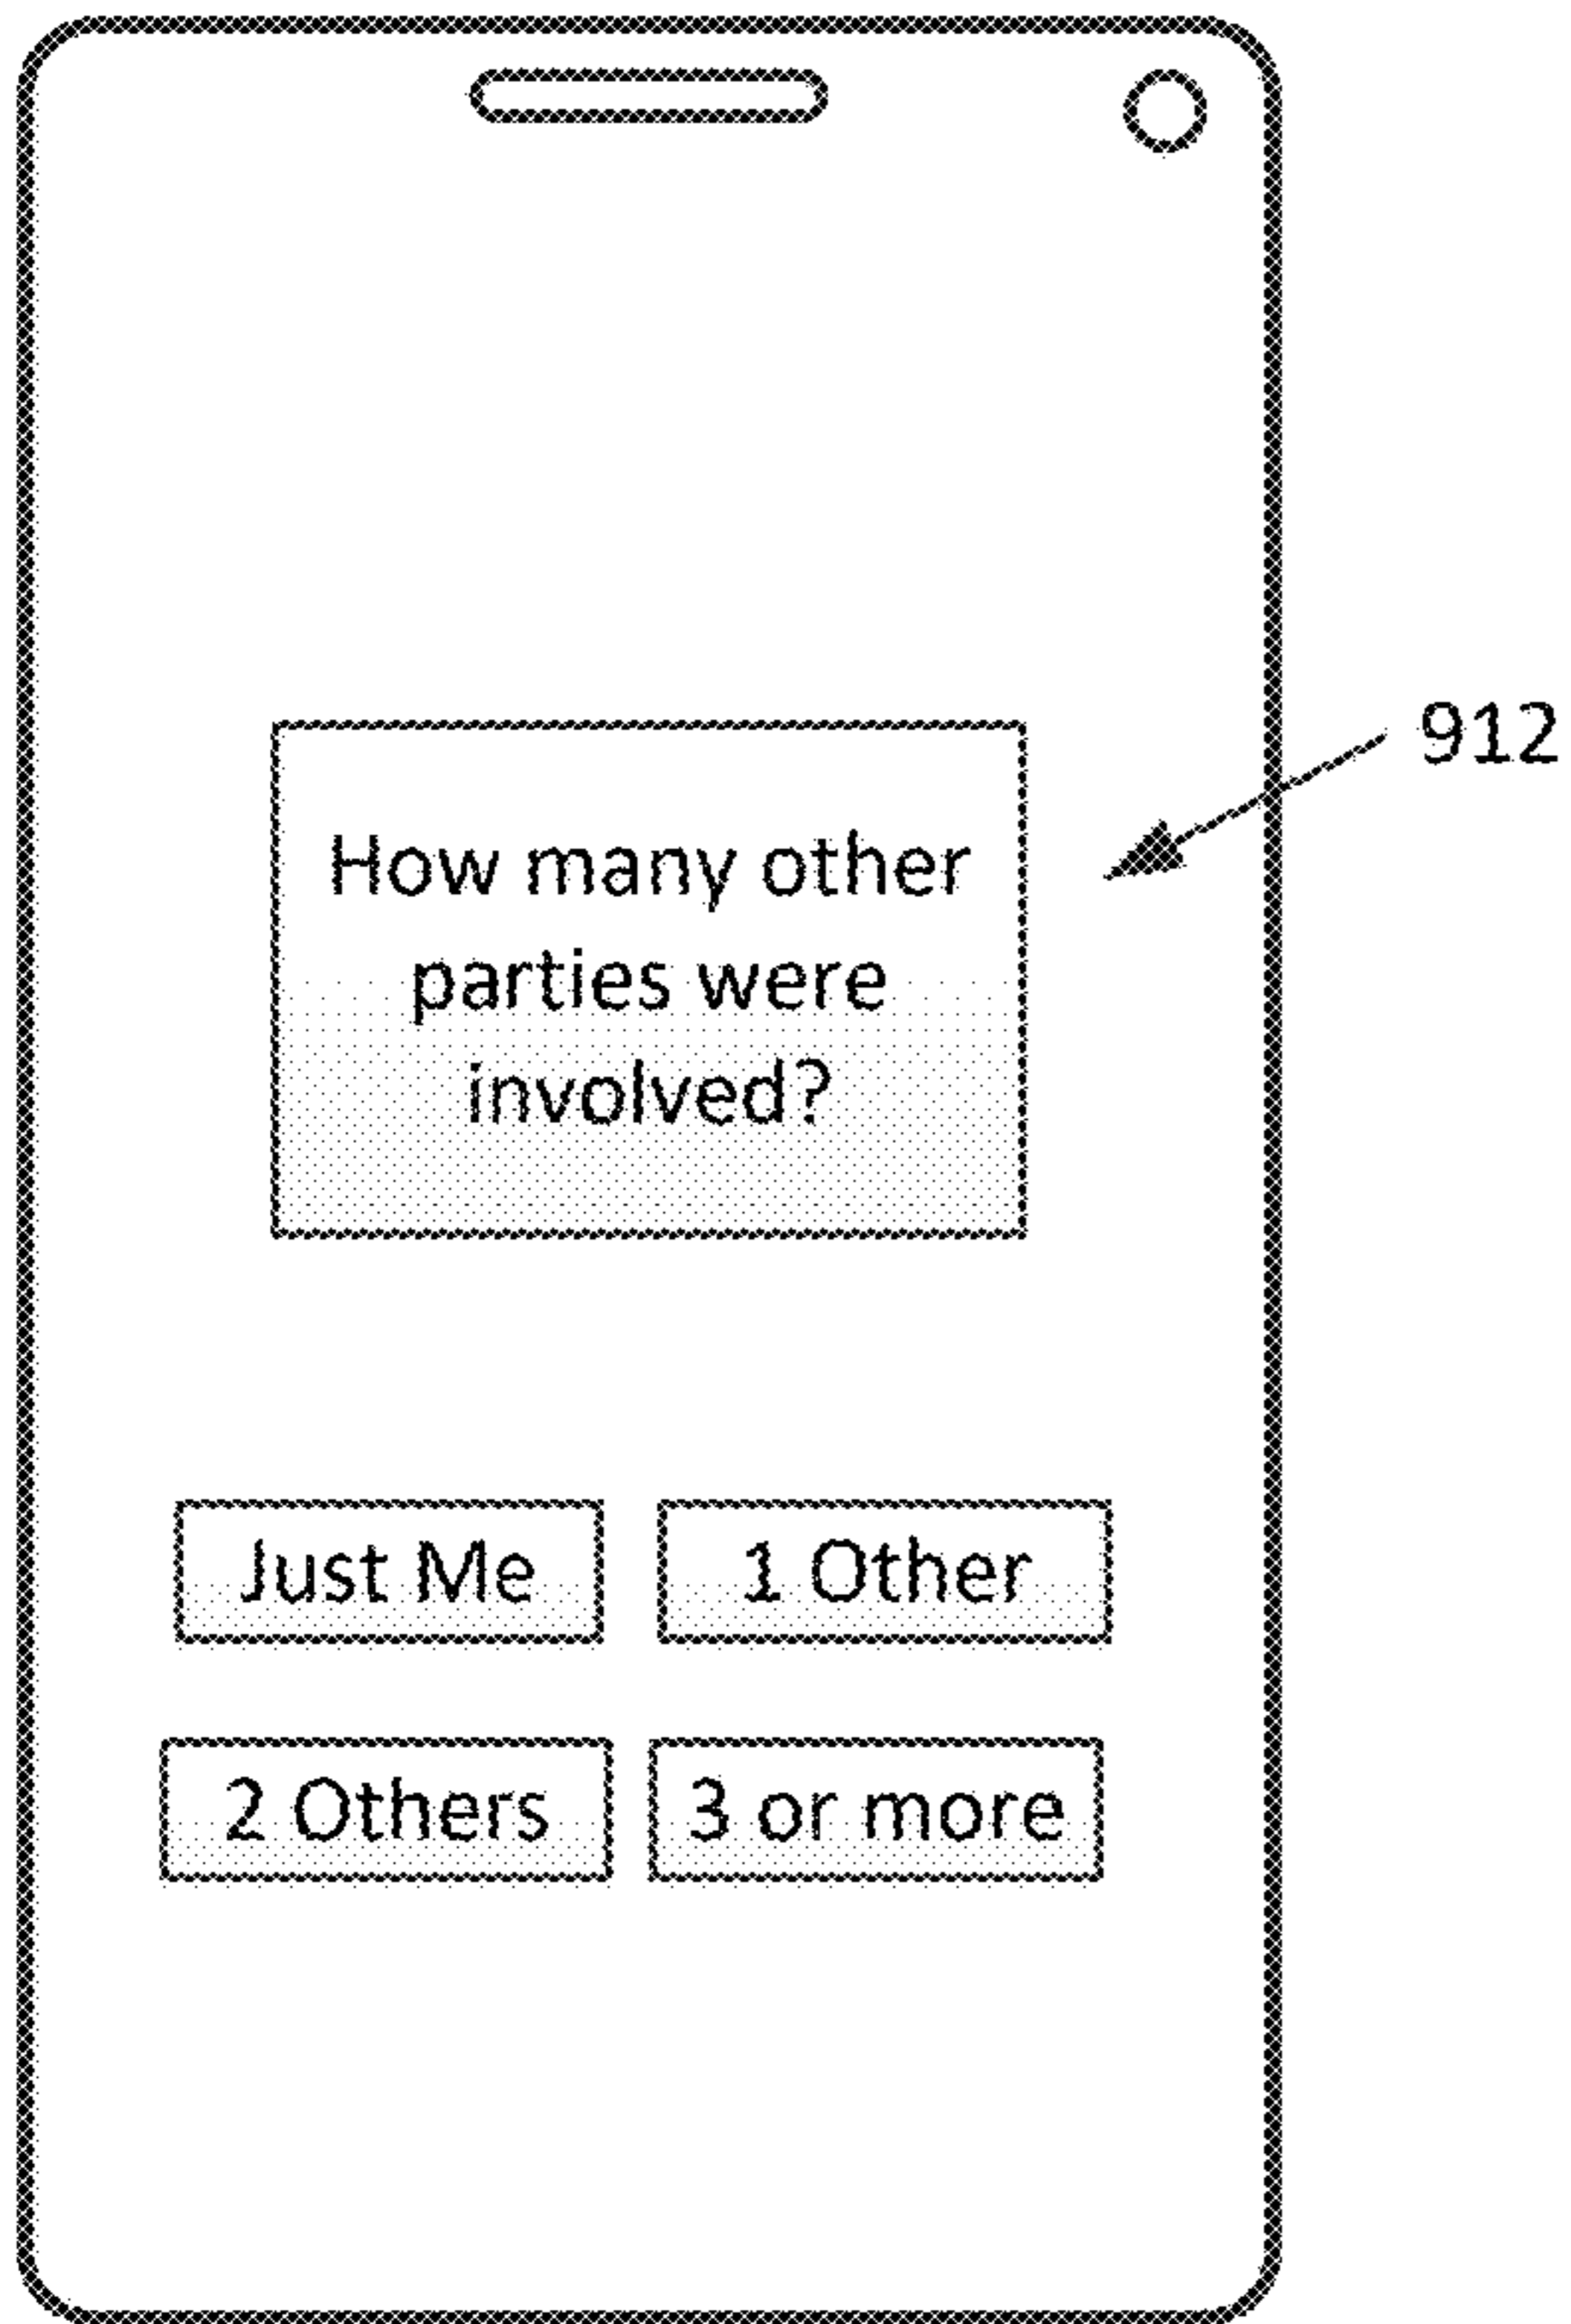 912
How many other
parties were
involved?
Just Me
1 Other
2 Others
3 or more